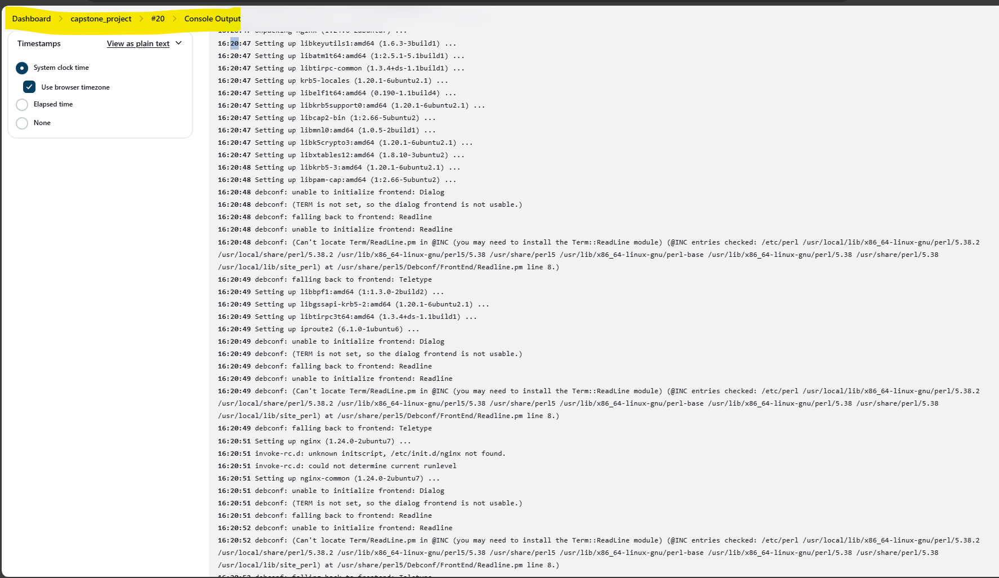 Dashboard > capstone_project > #20 > Console Output
Timestamps
View as plain text
System clock time
Use browser timezone
Elapsed time
None
16:20:47 Unpacking nginx (1.24.0-2ubuntu7) ...
16:20:47 Setting up libkeyutils1:amd64 (1.6.3-3build1) ...
16:20:47 Setting up libatm1t64:amd64 (1:2.5.1-5.1build1) ...
16:20:47 Setting up libtirpc-common (1.3.4+ds-1.1build1) ...
16:20:47 Setting up krb5-locales (1.20.1-6ubuntu2.1) ...
16:20:47 Setting up libelf1t64:amd64 (0.190-1.1build4) ...
16:20:47 Setting up libkrb5support0:amd64 (1.20.1-6ubuntu2.1) ...
16:20:47 Setting up libcap2-bin (1:2.66-5ubuntu2) ...
16:20:47 Setting up libmnl0:amd64 (1.0.5-2build1) ...
16:20:47 Setting up libk5crypto3:amd64 (1.20.1-6ubuntu2.1) ...
16:20:47 Setting up libxtables12:amd64 (1.8.10-3ubuntu2) ...
16:20:48 Setting up libkrb5-3:amd64 (1.20.1-6ubuntu2.1) ...
16:20:48 Setting up libpam-cap:amd64 (1:2.66-5ubuntu2) ...
16:20:48 debconf: unable to initialize frontend: Dialog
16:20:48 debconf: (TERM is not set, so the dialog frontend is not usable.)
16:20:48 debconf: falling back to frontend: Readline
16:20:48 debconf: unable to initialize frontend: Readline
16:20:48 debconf: (Can't locate Term/ReadLine.pm in @INC (you may need to install the Term::ReadLine module) (@INC entries checked: /etc/perl /usr/local/lib/x86_64-linux-gnu/perl/5.38.2
/usr/local/share/perl/5.38.2 /usr/lib/x86_64-linux-gnu/perl5/5.38 /usr/share/perl5 /usr/lib/x86_64-linux-gnu/perl-base /usr/lib/x86_64-linux-gnu/perl/5.38 /usr/share/perl/5.38
/usr/local/lib/site_perl) at /usr/share/perl5/Debconf/FrontEnd/Readline.pm line 8.)
16:20:49 debconf: falling back to frontend: Teletype
16:20:49 Setting up libbpf1:amd64 (1:1.3.0-2build2) ...
16:20:49 Setting up libgssapi-krb5-2:amd64 (1.20.1-6ubuntu2.1) ...
16:20:49 Setting up libtirpc3t64:amd64 (1.3.4+ds-1.1build1) ...
16:20:49 Setting up iproute2 (6.1.0-1ubuntu6) ...
16:20:49 debconf: unable to initialize frontend: Dialog
16:20:49 debconf: (TERM is not set, so the dialog frontend is not usable.)
16:20:49 debconf: falling back to frontend: Readline
16:20:49 debconf: unable to initialize frontend: Readline
16:20:49 debconf: (Can't locate Term/ReadLine.pm in @INC (you may need to install the Term::ReadLine module) (@INC entries checked: /etc/perl /usr/local/lib/x86_64-linux-gnu/perl/5.38.2
/usr/local/share/perl/5.38.2 /usr/lib/x86_64-linux-gnu/perl5/5.38 /usr/share/perl5 /usr/lib/x86_64-linux-gnu/perl-base /usr/lib/x86_64-linux-gnu/perl/5.38 /usr/share/perl/5.38
/usr/local/lib/site_perl) at /usr/share/perl5/Debconf/FrontEnd/Readline.pm line 8.)
16:20:49 debconf: falling back to frontend: Teletype
16:20:51 Setting up nginx (1.24.0-2ubuntu7) ...
16:20:51 invoke-rc.d: unknown initscript, /etc/init.d/nginx not found.
16:20:51 invoke-rc.d: could not determine current runlevel
16:20:51 Setting up nginx-common (1.24.0-2ubuntu7) ...
16:20:51 debconf: unable to initialize frontend: Dialog
16:20:51 debconf: (TERM is not set, so the dialog frontend is not usable.)
16:20:51 debconf: falling back to frontend: Readline
16:20:52 debconf: unable to initialize frontend: Readline
16:20:52 debconf: (Can't locate Term/ReadLine.pm in @INC (you may need to install the Term::ReadLine module) (@INC entries checked: /etc/perl /usr/local/lib/x86_64-linux-gnu/perl/5.38.2
/usr/local/share/perl/5.38.2 /usr/lib/x86_64-linux-gnu/perl5/5.38 /usr/share/perl5 /usr/lib/x86_64-linux-gnu/perl-base /usr/lib/x86_64-linux-gnu/perl/5.38 /usr/share/perl/5.38
/usr/local/lib/site_perl) at /usr/share/perl5/Debconf/FrontEnd/Readline.pm line 8.)
16:20:52 debconf: falling back to frontend: Teletype